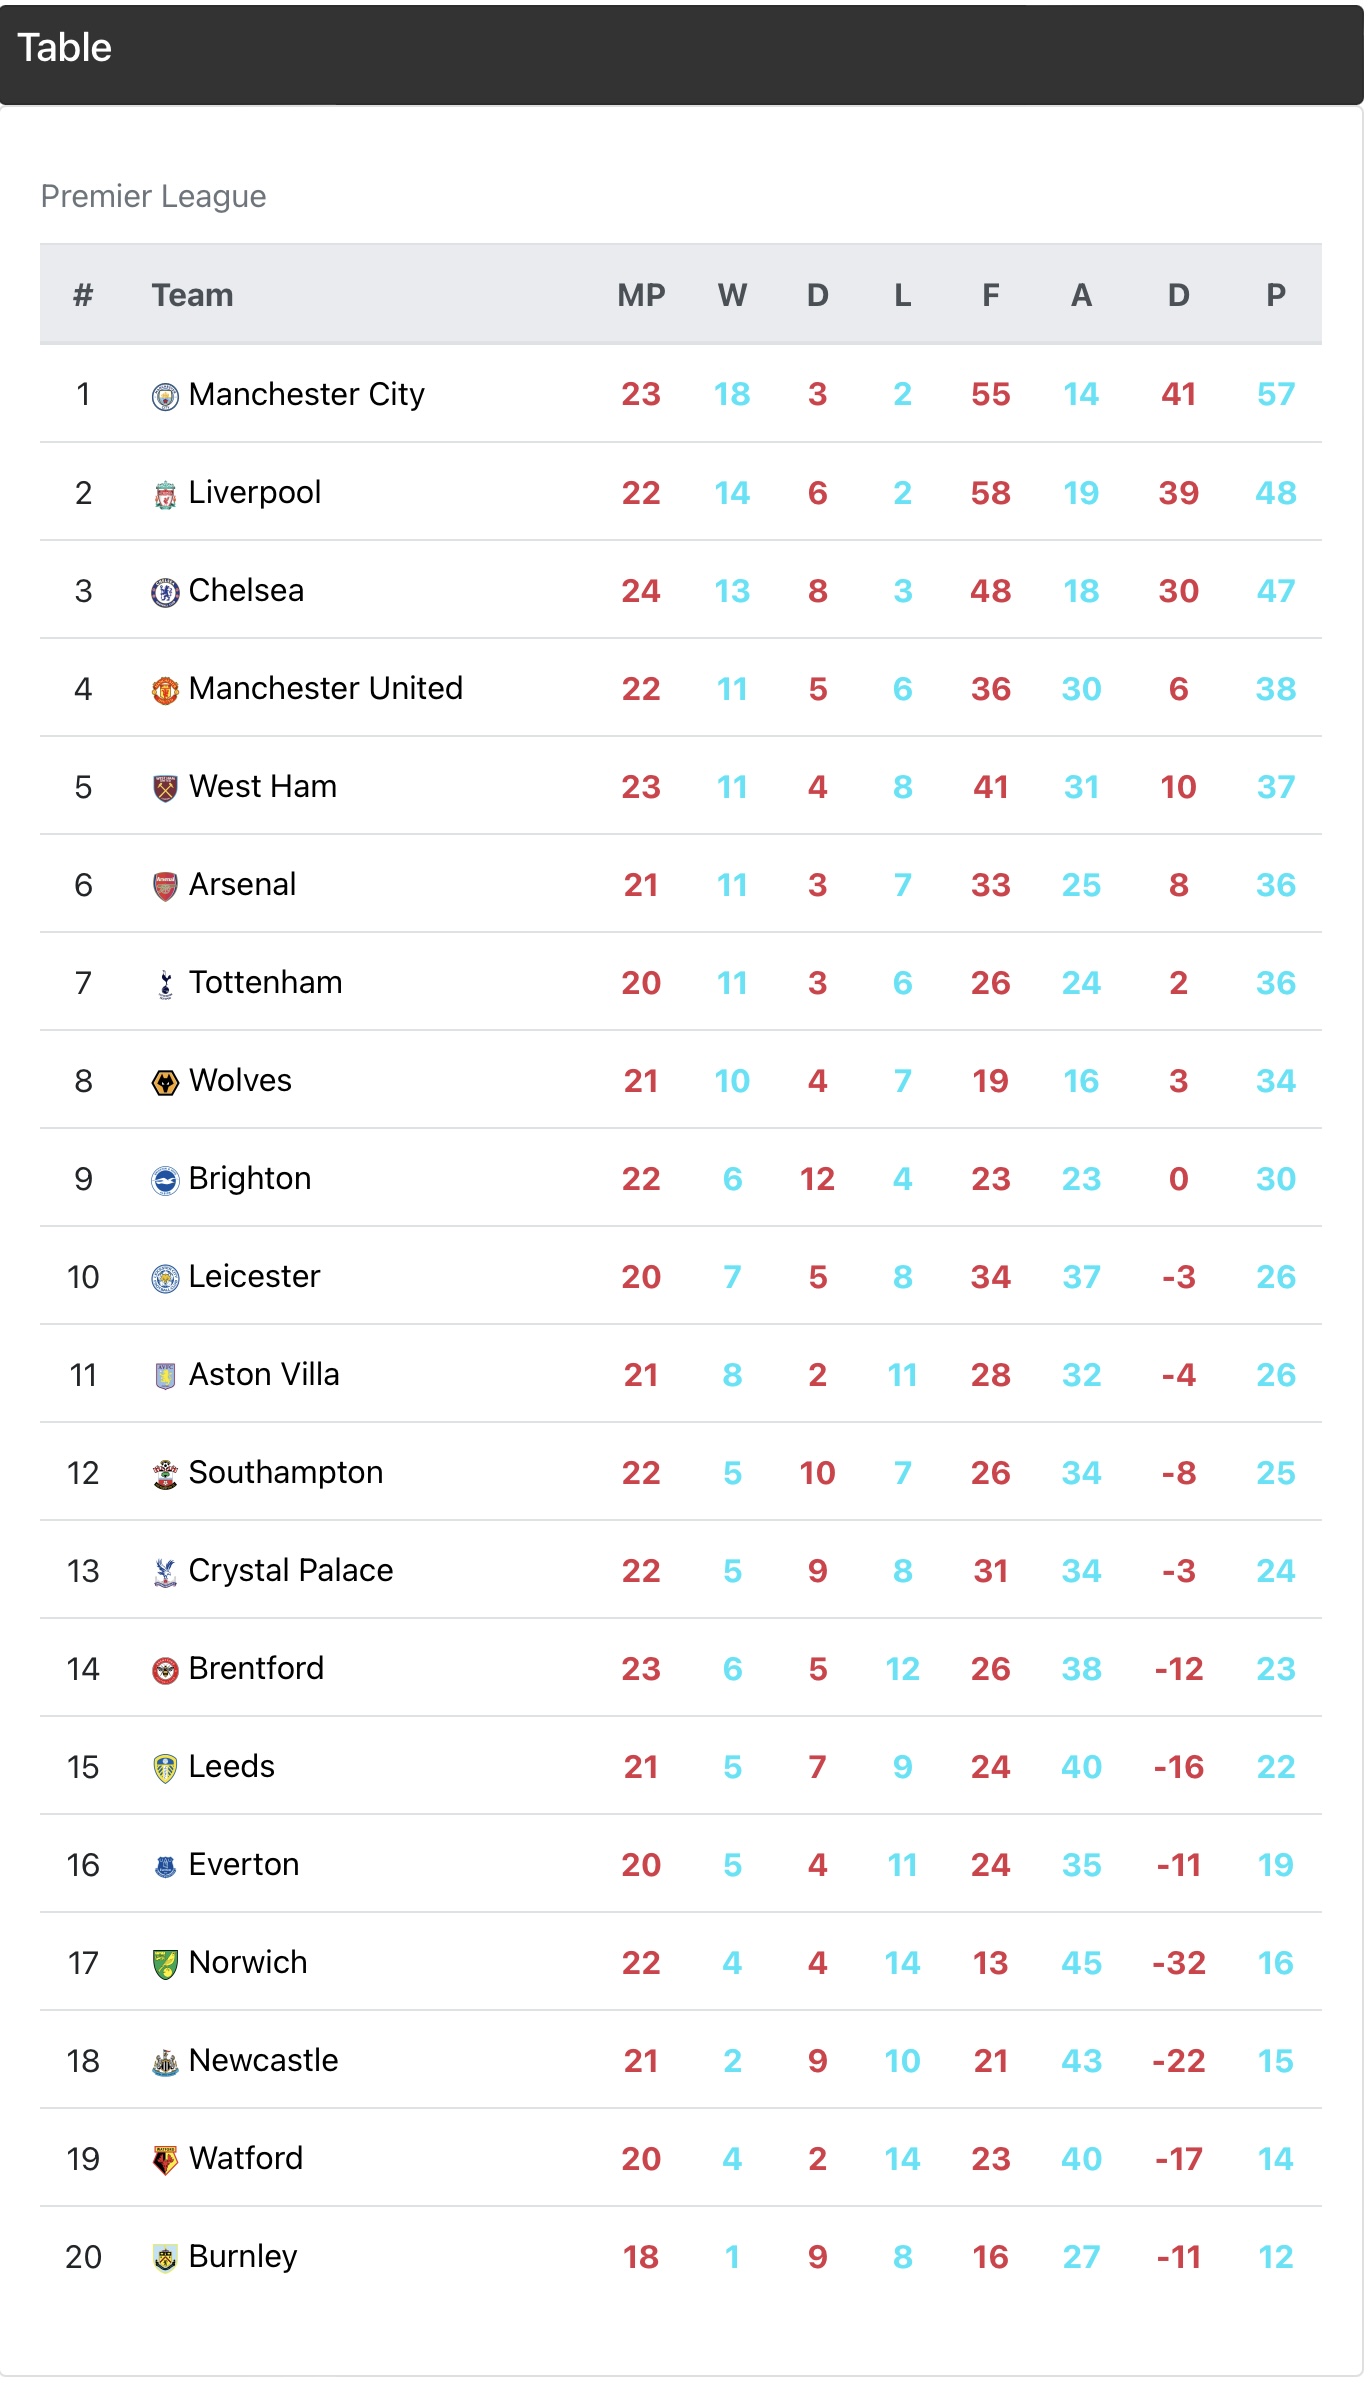 Table
Premier League
# Team MP W D L F A D P
1 Manchester City 23 18 3 2 55 14 41 57
2 Liverpool 22 14 6 2 58 19 39 48
3 Chelsea 24 13 8 3 48 18 30 47
4 Manchester United 22 11 5 6 36 30 6 38
5 West Ham 23 11 4 8 41 31 10 37
6 Arsenal 21 11 3 7 33 25 8 36
7 Tottenham 20 11 3 6 26 24 2 36
8 Wolves 21 10 4 7 19 16 3 34
9 Brighton 22 6 12 4 23 23 0 30
10 Leicester 20 7 5 8 34 37 -3 26
11 Aston Villa 21 8 2 11 28 32 -4 26
12 Southampton 22 5 10 7 26 34 -8 25
13 Crystal Palace 22 5 9 8 31 34 -3 24
14 Brentford 23 6 5 12 26 38 -12 23
15 Leeds 21 5 7 9 24 40 -16 22
16 Everton 20 5 4 11 24 35 -11 19
17 Norwich 22 4 4 14 13 45 -32 16
18 Newcastle 21 2 9 10 21 43 -22 15
19 Watford 20 4 2 14 23 40 -17 14
20 Burnley 18 1 9 8 16 27 -11 12